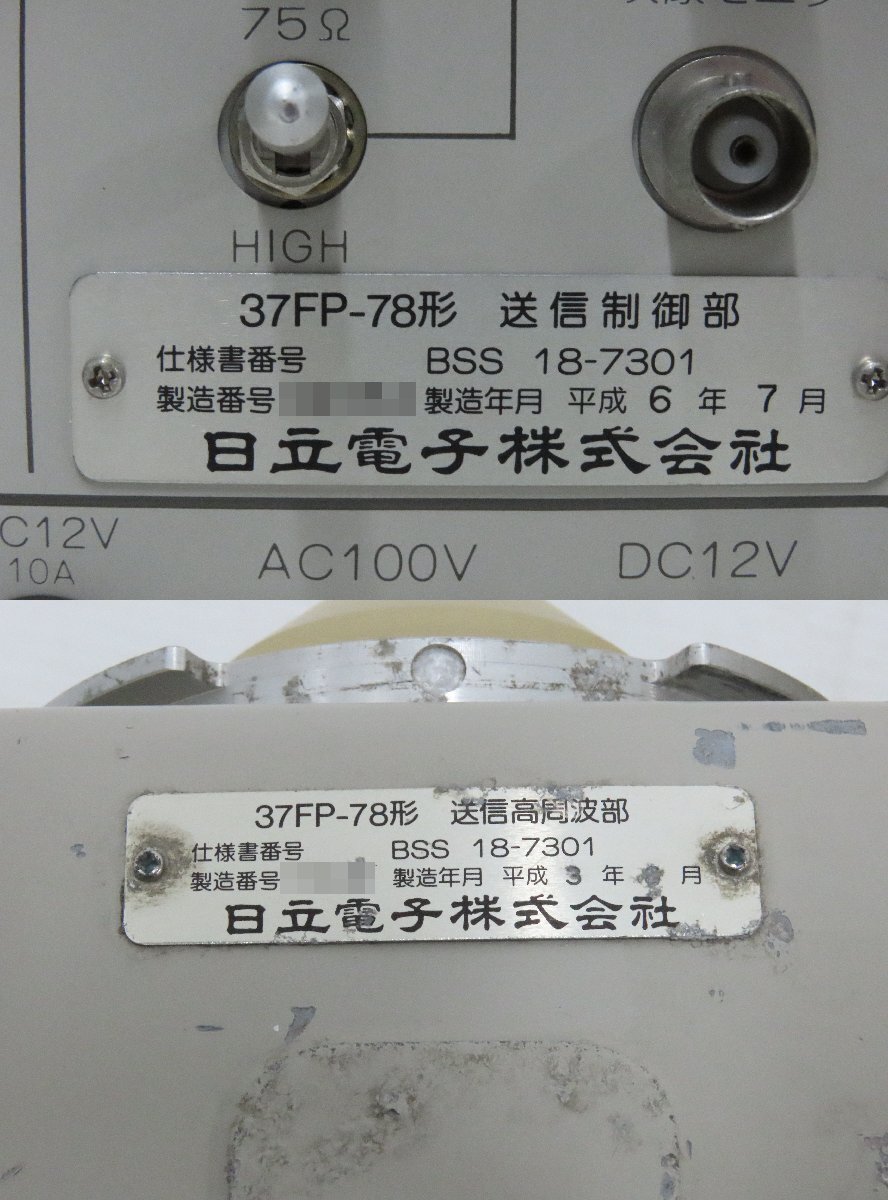 75Ω
HIGH
37FP-78形 送信制御部
仕様書番号 BSS 18-7301
製造番号 製造年月 平成 6 年 7 月
日立電子株式会社
C12V
10A
AC100V
DC12V
37FP-78形 送信高周波部
仕様書番号 BSS 18-7301
製造番号 製造年月 平成 3 年 月
日立電子株式会社